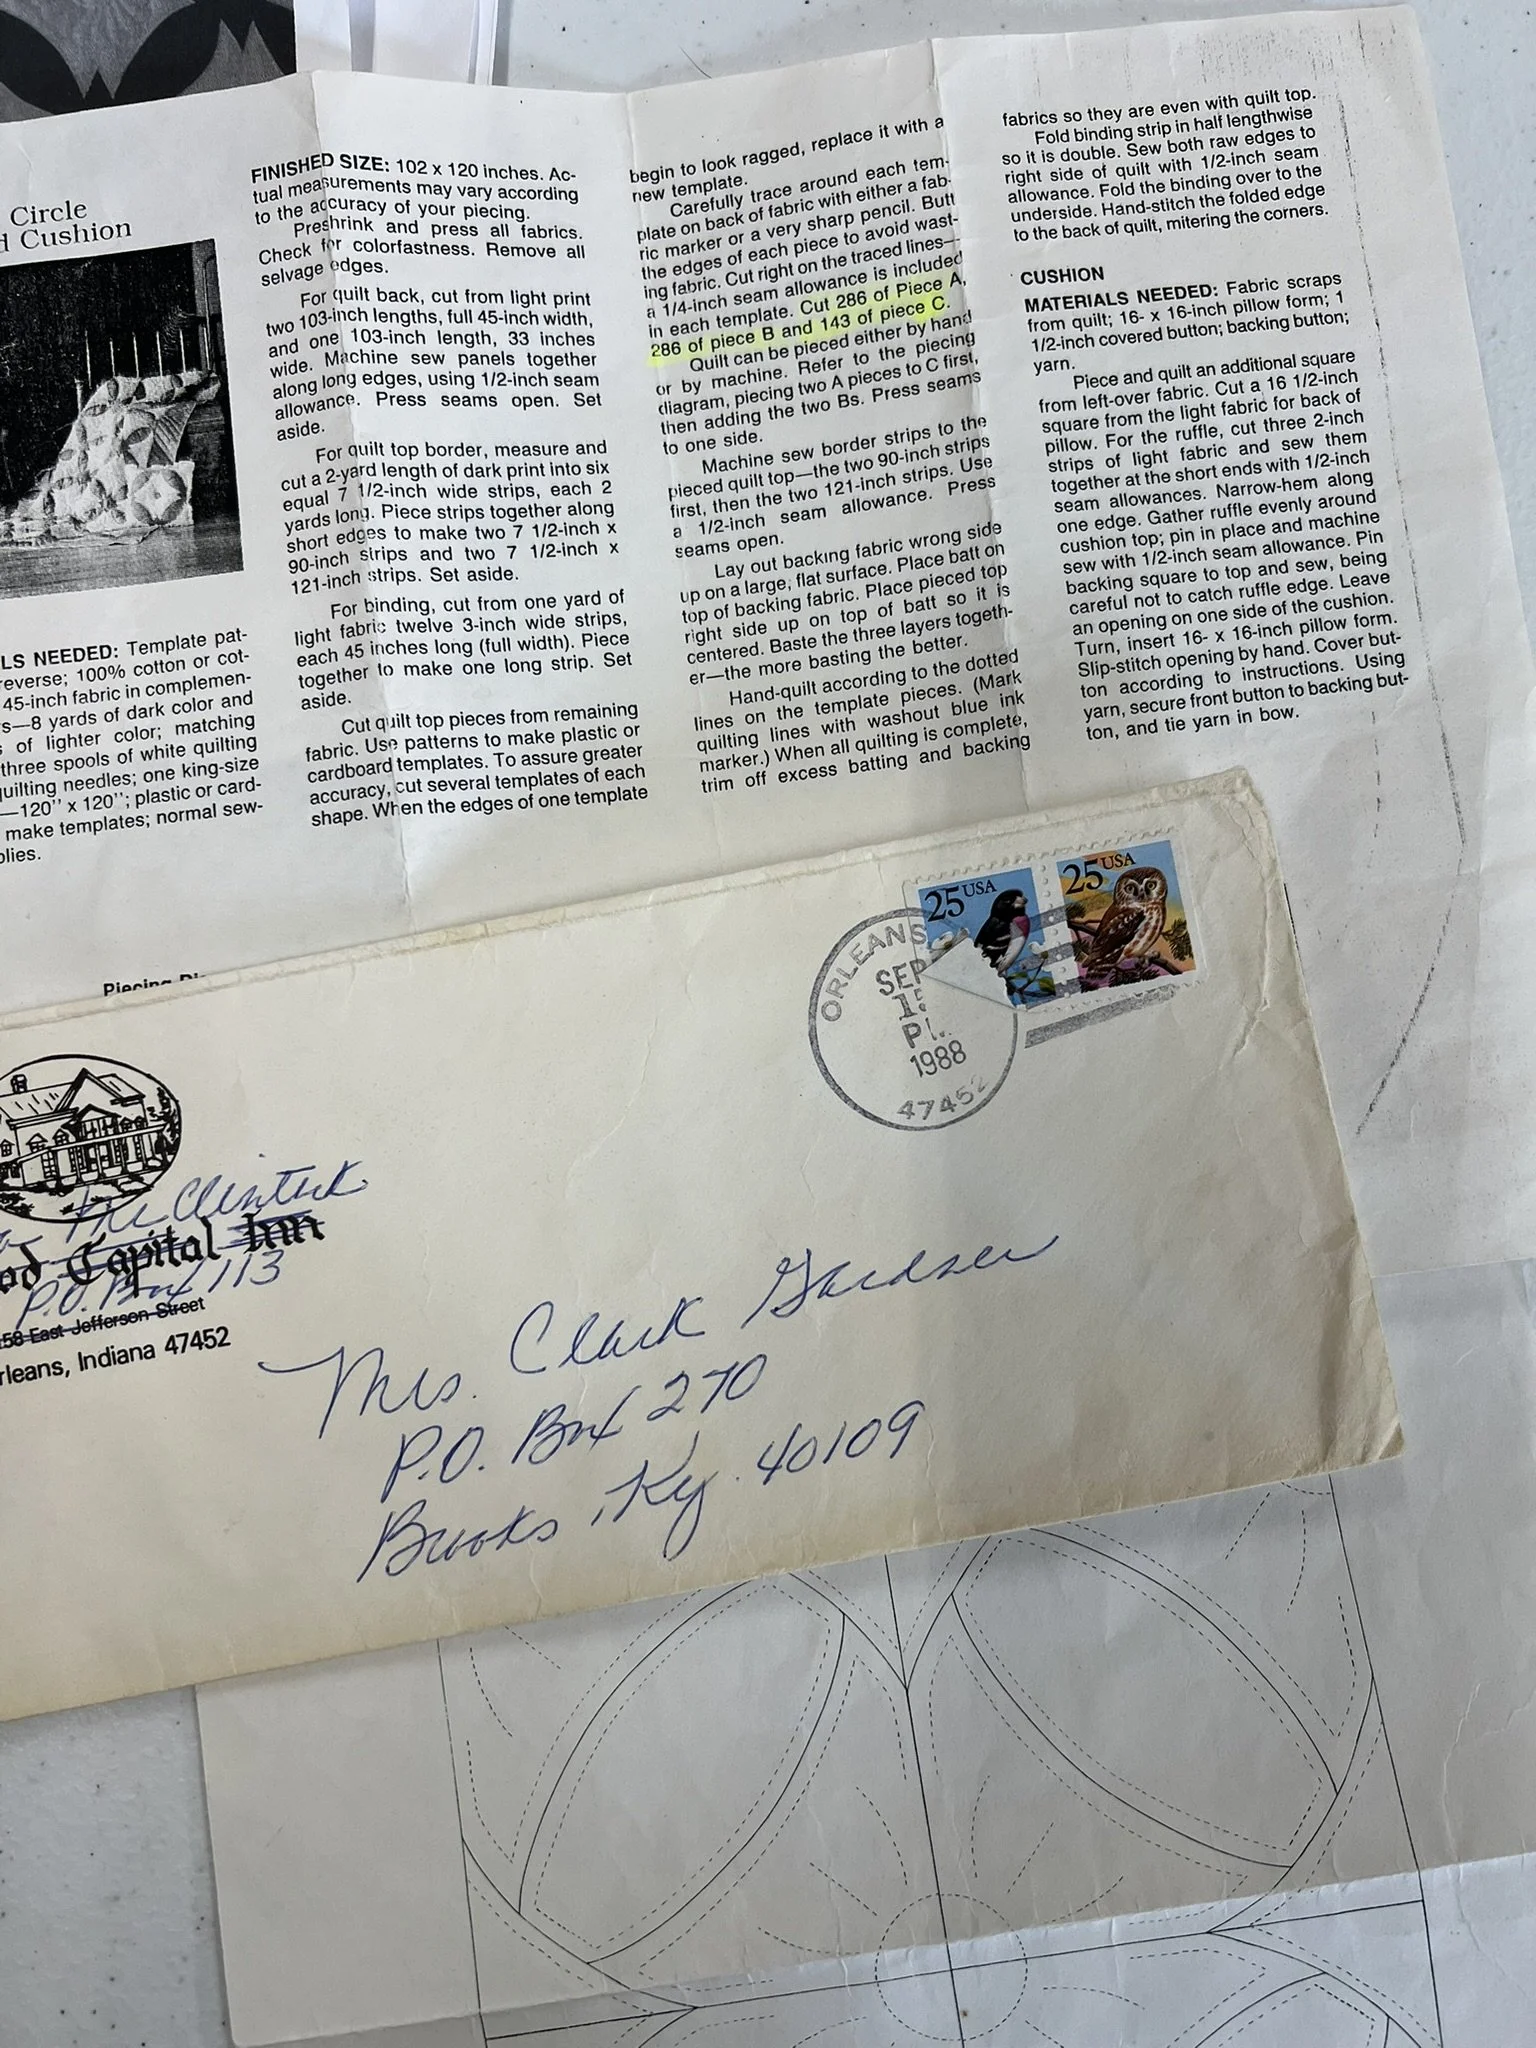 Circle
d Cushion
LS NEEDED: Template pat-
reverse; 100% cotton or cot-
45-inch fabric in complemen-
s—8 yards of dark color and
s of lighter color; matching
three spools of white quilting
quilting needles; one king-size
—120" x 120"; plastic or card-
make templates; normal sew-
plies.
FINISHED SIZE: 102 x 120 inches. Ac-
tual measurements may vary according
to the accuracy of your piecing.
Preshrink and press all fabrics.
Check for colorfastness. Remove all
selvage edges.
For quilt back, cut from light print
two 103-inch lengths, full 45-inch width,
and one 103-inch length, 33 inches
wide. Machine sew panels together
along long edges, using 1/2-inch seam
allowance. Press seams open. Set
aside.
For quilt top border, measure and
cut a 2-yard length of dark print into six
equal 7 1/2-inch wide strips, each 2
yards long. Piece strips together along
short edges to make two 7 1/2-inch x
90-inch strips and two 7 1/2-inch x
121-inch strips. Set aside.
For binding, cut from one yard of
light fabric twelve 3-inch wide strips,
each 45 inches long (full width). Piece
together to make one long strip. Set
aside.
Cut quilt top pieces from remaining
fabric. Use patterns to make plastic or
cardboard templates. To assure greater
accuracy, cut several templates of each
shape. When the edges of one template
begin to look ragged, replace it with a
new template.
Carefully trace around each tem-
plate on back of fabric with either a fab-
ric marker or a very sharp pencil. Butt
the edges of each piece to avoid wast-
ing fabric. Cut right on the traced lines—
a 1/4-inch seam allowance is included
in each template. Cut 286 of Piece A,
286 of piece B and 143 of piece C.
Quilt can be pieced either by hand
or by machine. Refer to the piecing
diagram, piecing two A pieces to C first,
then adding the two Bs. Press seams
to one side.
Machine sew border strips to the
pieced quilt top—the two 90-inch strips
first, then the two 121-inch strips. Use
a 1/2-inch seam allowance. Press
seams open.
Lay out backing fabric wrong side
up on a large, flat surface. Place batt on
top of backing fabric. Place pieced top
right side up on top of batt so it is
centered. Baste the three layers togeth-
er—the more basting the better.
Hand-quilt according to the dotted
lines on the template pieces. (Mark
quilting lines with washout blue ink
marker.) When all quilting is complete,
trim off excess batting and backing
fabrics so they are even with quilt top.
Fold binding strip in half lengthwise
so it is double. Sew both raw edges to
right side of quilt with 1/2-inch seam
allowance. Fold the binding over to the
underside. Hand-stitch the folded edge
to the back of quilt, mitering the corners.
CUSHION
MATERIALS NEEDED: Fabric scraps
from quilt; 16- x 16-inch pillow form; 1
1/2-inch covered button; backing button;
yarn.
Piece and quilt an additional square
from left-over fabric. Cut a 16 1/2-inch
square from the light fabric for back of
pillow. For the ruffle, cut three 2-inch
strips of light fabric and sew them
together at the short ends with 1/2-inch
seam allowances. Narrow-hem along
one edge. Gather ruffle evenly around
cushion top; pin in place and machine
sew with 1/2-inch seam allowance. Pin
backing square to top and sew, being
careful not to catch ruffle edge. Leave
an opening on one side of the cushion.
Turn, insert 16- x 16-inch pillow form.
Slip-stitch opening by hand. Cover but-
ton according to instructions. Using
yarn, secure front button to backing but-
ton, and tie yarn in bow.
Piecing Di
25 USA
25 USA
ORLEANS
SEP
15
1988
47452
McClintick
od Capital Inn
P.O. Box 113
58 East Jefferson Street
rleans, Indiana 47452
Mrs. Clark Gardner
P.O. Box 270
Brooks, Ky. 40109